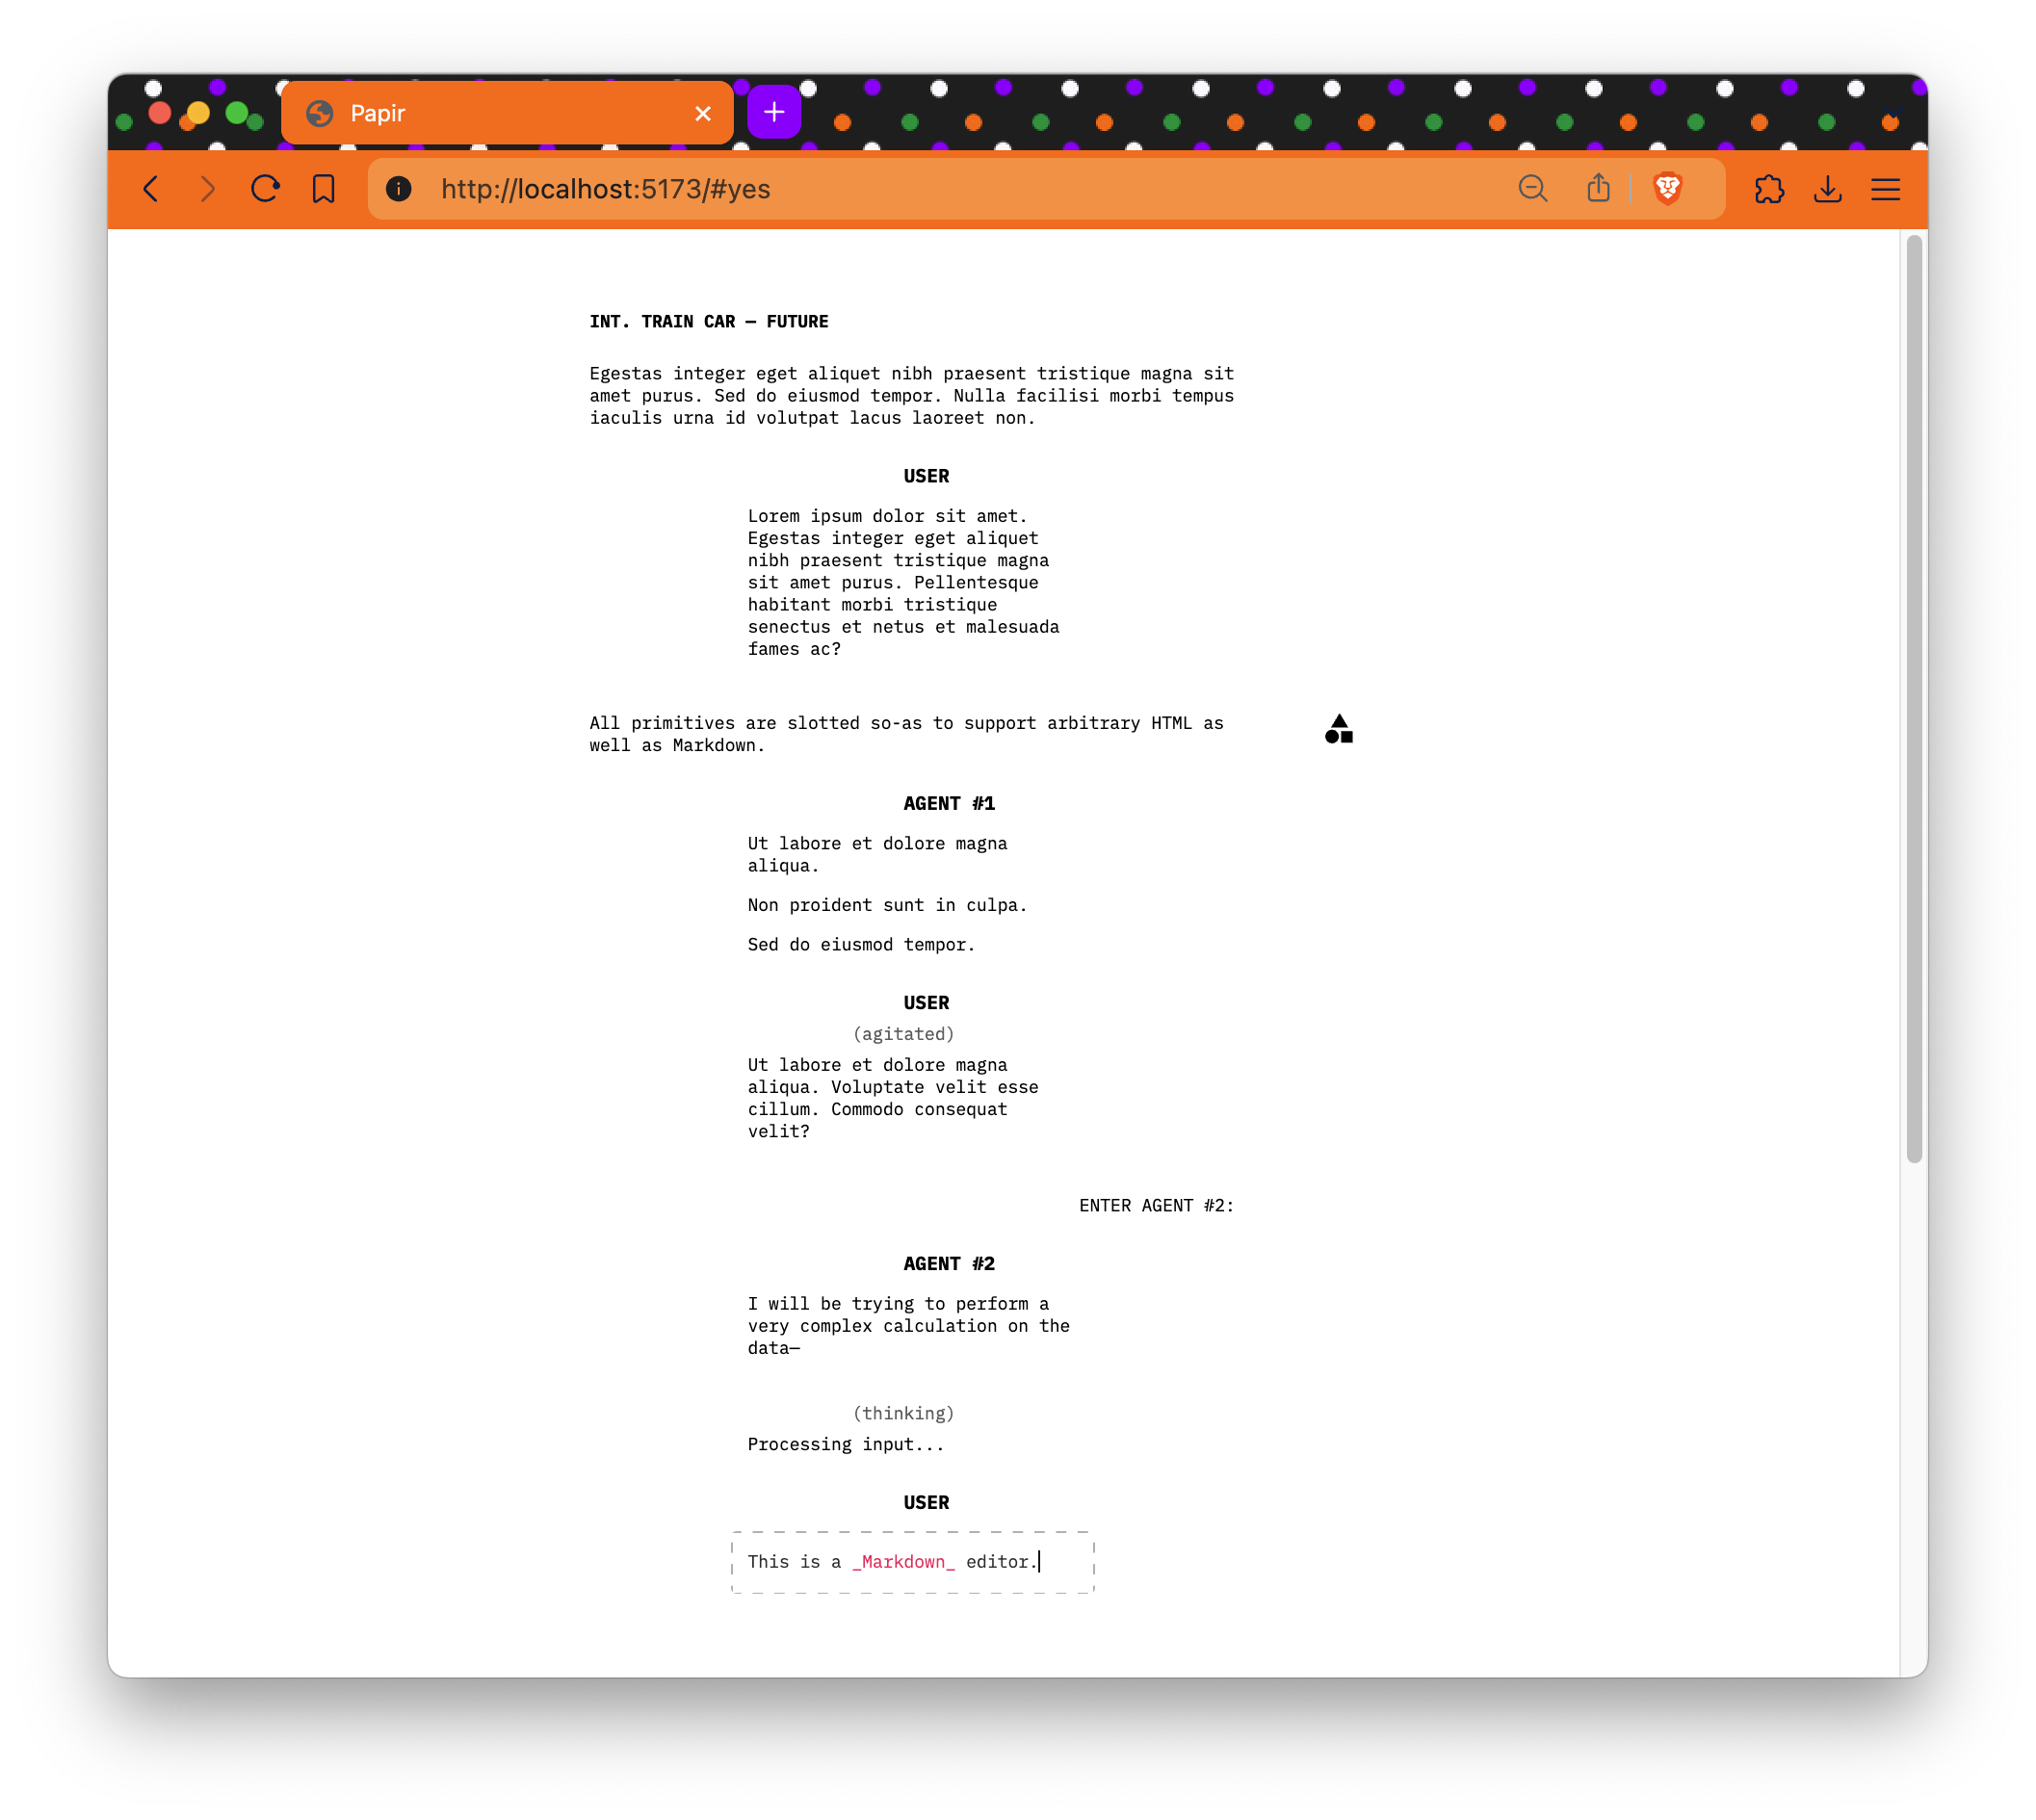 Papir
http://localhost:5173/#yes
INT. TRAIN CAR — FUTURE
Egestas integer eget aliquet nibh praesent tristique magna sit
amet purus. Sed do eiusmod tempor. Nulla facilisi morbi tempus
iaculis urna id volutpat lacus laoreet non.
USER
Lorem ipsum dolor sit amet.
Egestas integer eget aliquet
nibh praesent tristique magna
sit amet purus. Pellentesque
habitant morbi tristique
senectus et netus et malesuada
fames ac?
All primitives are slotted so-as to support arbitrary HTML as
well as Markdown.
AGENT #1
Ut labore et dolore magna
aliqua.
Non proident sunt in culpa.
Sed do eiusmod tempor.
USER
(agitated)
Ut labore et dolore magna
aliqua. Voluptate velit esse
cillum. Commodo consequat
velit?
ENTER AGENT #2:
AGENT #2
I will be trying to perform a
very complex calculation on the
data—
(thinking)
Processing input...
USER
This is a _Markdown_ editor.